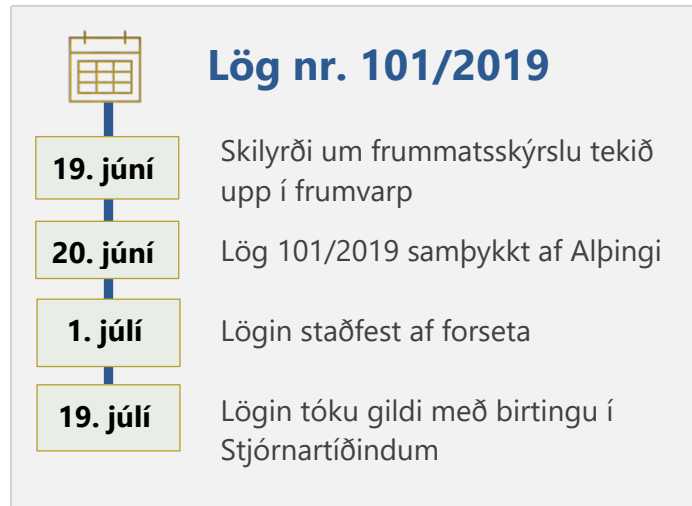 Lög nr. 101/2019
19. júní
Skilyrði um frummatsskýrslu tekið
upp í frumvarp
20. júní
Lög 101/2019 samþykkt af Alþingi
1. júlí
Lögin staðfest af forseta
19. júlí
Lögin tóku gildi með birtingu í
Stjórnartíðindum